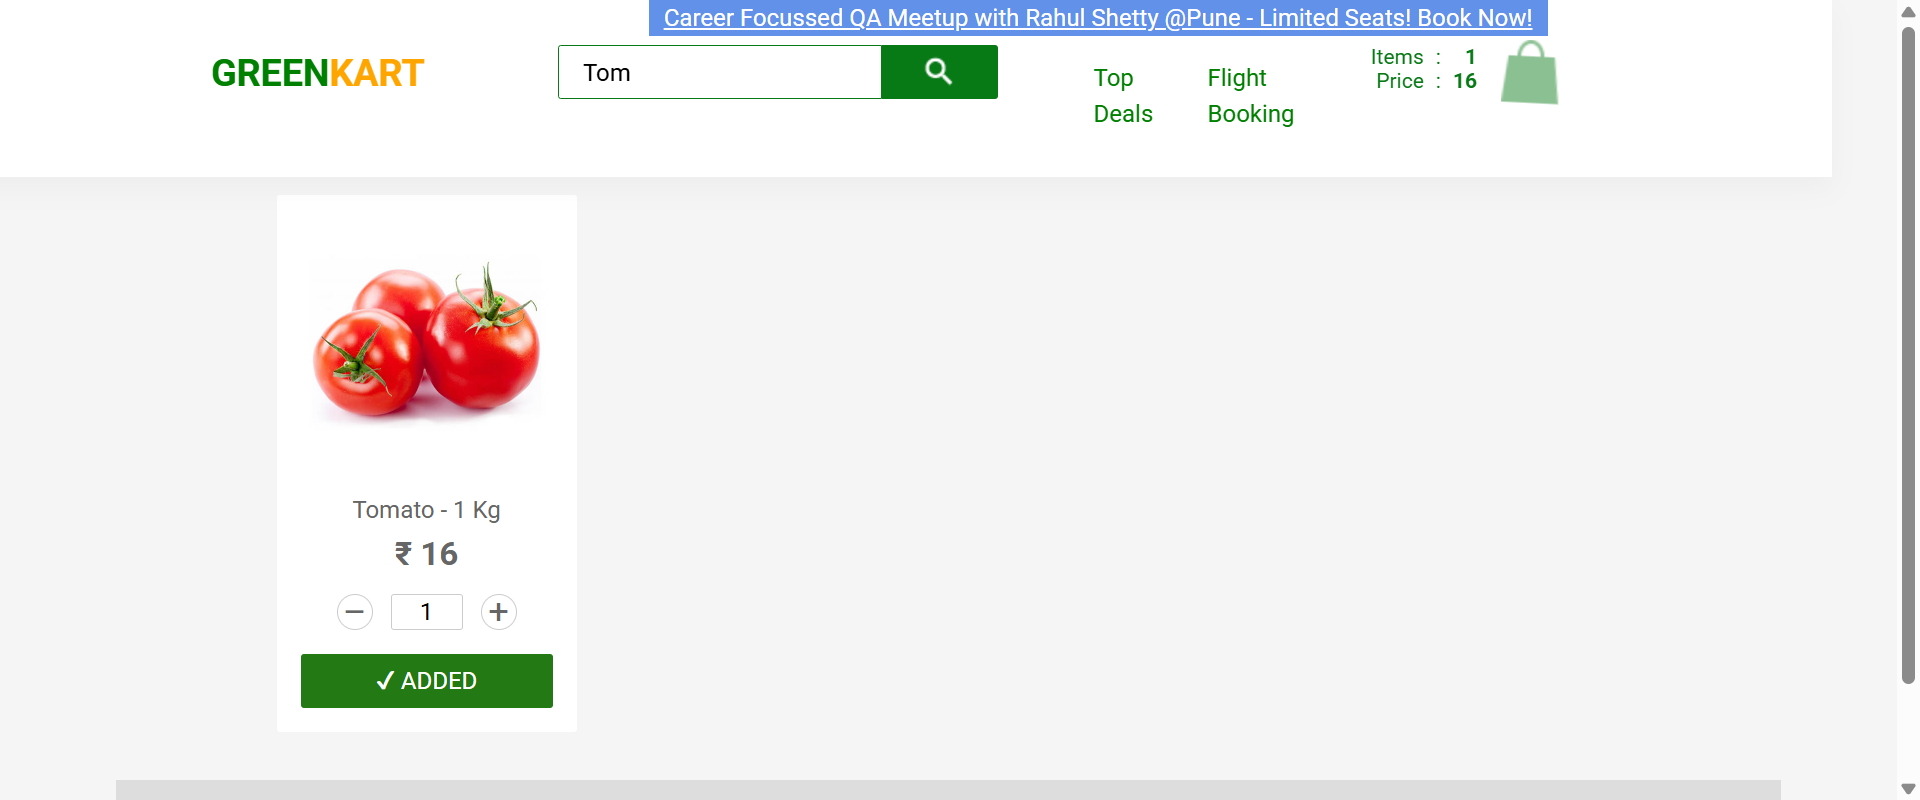 Career Focussed QA Meetup with Rahul Shetty @Pune - Limited Seats! Book Now!
GREENKART
Tom
Top
Deals
Flight
Booking
Items : 1
Price : 16
Tomato - 1 Kg
₹ 16
− 1 +
✓ ADDED